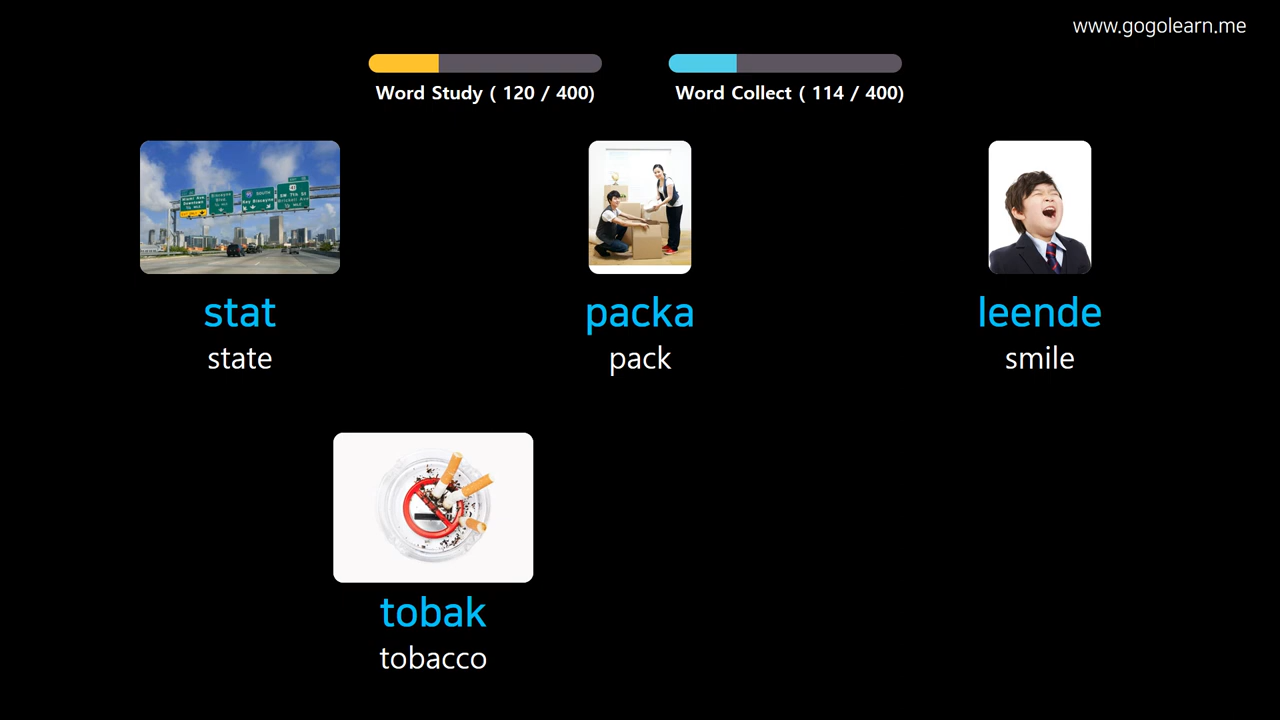 www.gogolearn.me
Word Study ( 120 / 400)
Word Collect ( 114 / 400)
stat
state
packa
pack
leende
smile
tobak
tobacco